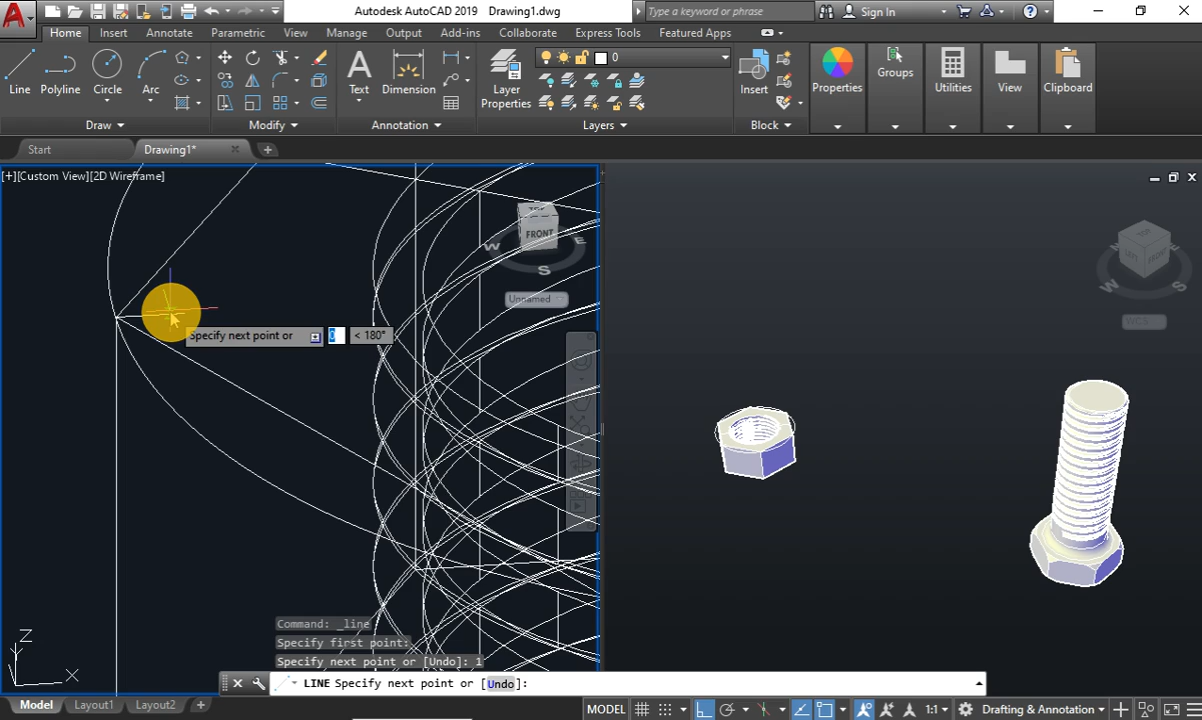 Autodesk AutoCAD 2019 Drawing1.dwg
Type a keyword or phrase
Sign In
Home Insert Annotate Parametric View Manage Output Add-ins Collaborate Express Tools Featured Apps
0
Line Polyline Circle Arc
Text Dimension
Layer Properties
Insert
Properties Groups Utilities View Clipboard
Draw Modify Annotation Layers Block
Start Drawing1*
[+][Custom View][2D Wireframe]
TOP
FRONT
W E
S
Unnamed
TOP
N E
W S
WCS
Specify next point or 0 < 180°
Z
X
Command: _line
Specify first point:
Specify next point or [Undo]: 1
LINE Specify next point or [Undo]:
Model Layout1 Layout2
MODEL 1:1 Drafting & Annotation